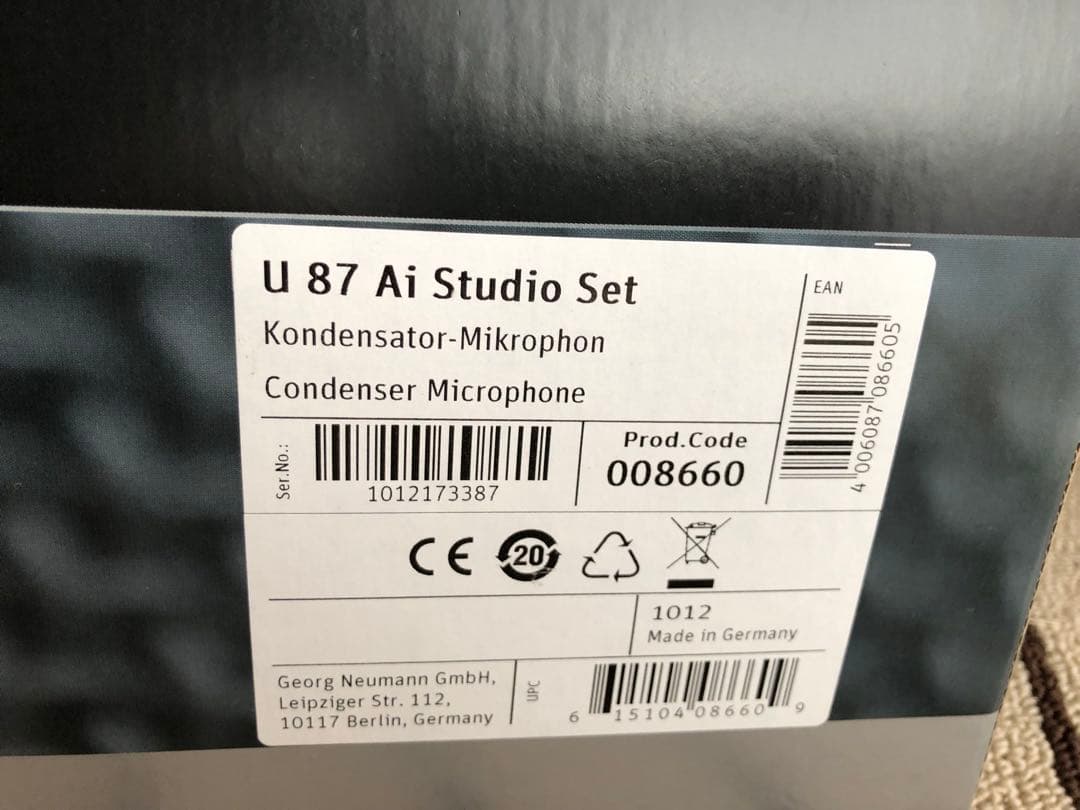 U 87 Ai Studio Set
Kondensator-Mikrophon
Condenser Microphone
EAN
4 006087 086605
Ser.No.:
1012173387
Prod.Code
008660
CE
20
1012
Made in Germany
Georg Neumann GmbH,
Leipziger Str. 112,
10117 Berlin, Germany
UPC
6 15104 08660 9